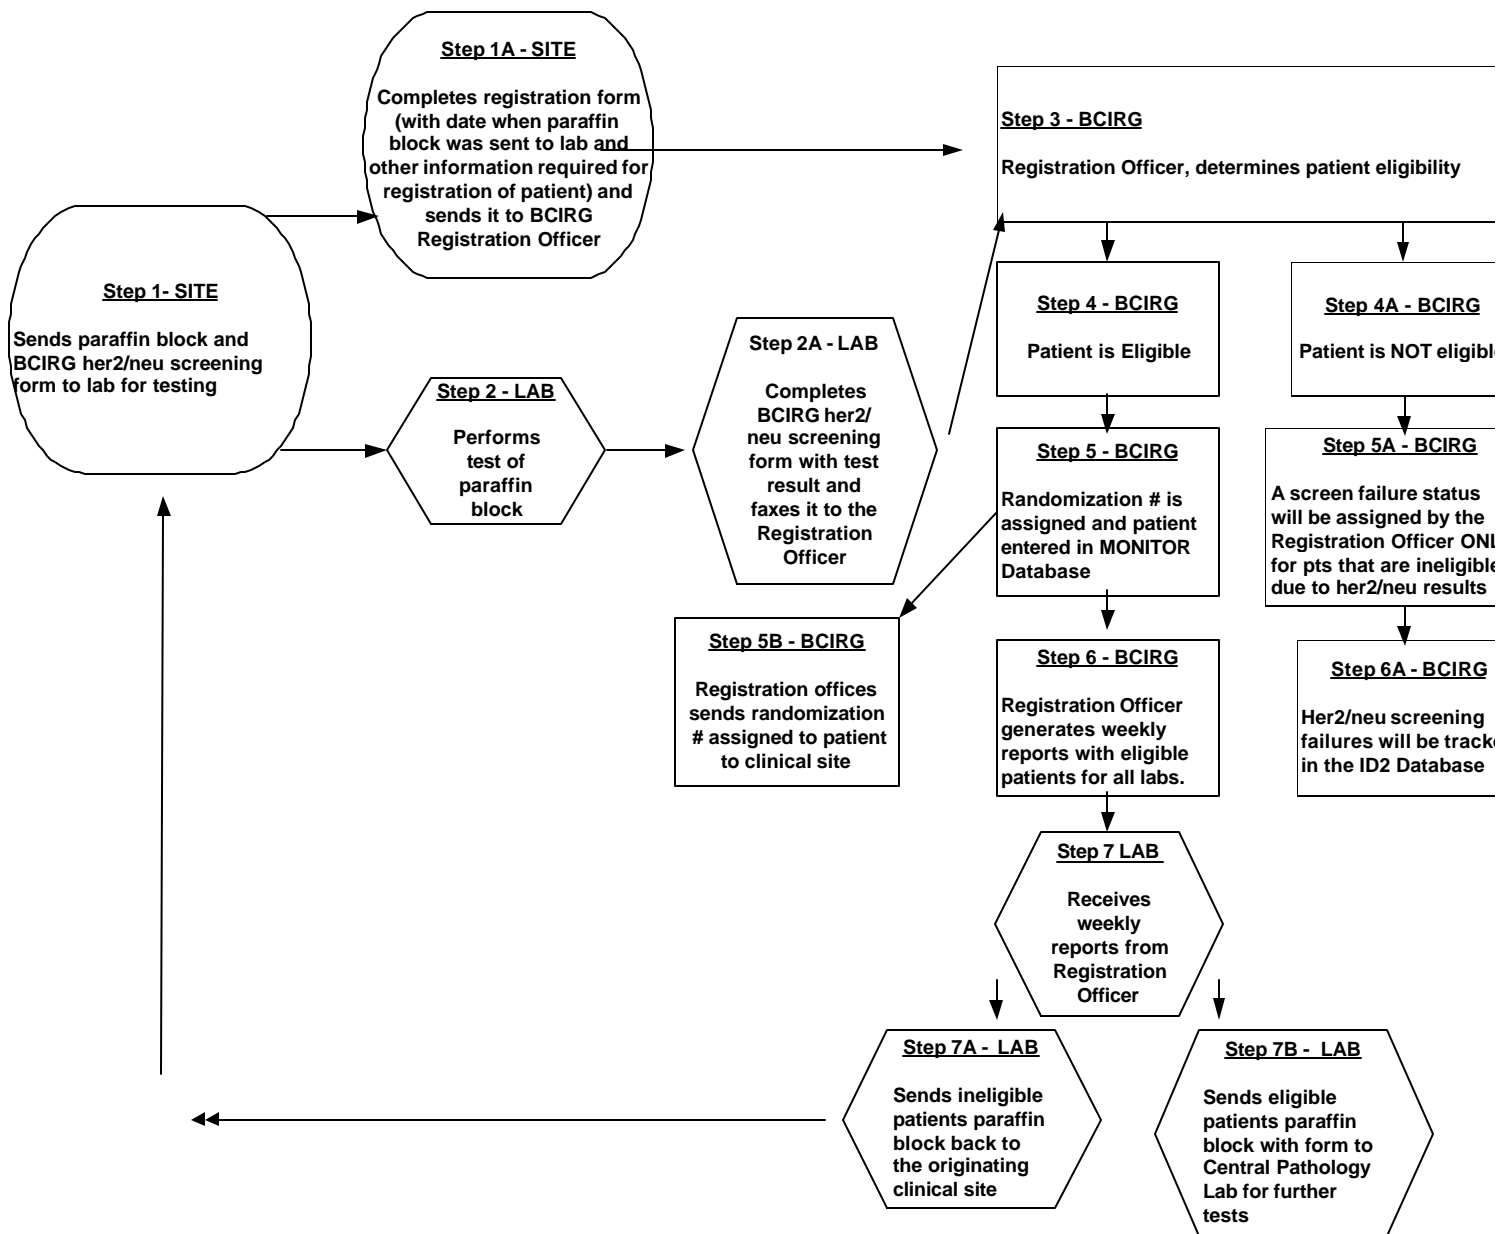 Step 1A - SITE
Completes registration form
(with date when paraffin
block was sent to lab and
other information required for
registration of patient) and
sends it to BCIRG
Registration Officer
Step 3 - BCIRG
Registration Officer, determines patient eligibility
Step 1- SITE
Sends paraffin block and
BCIRG her2/neu screening
form to lab for testing
Step 2 - LAB
Performs
test of
paraffin
block
Step 2A - LAB
Completes
BCIRG her2/
neu screening
form with test
result and
faxes it to the
Registration
Officer
Step 4 - BCIRG
Patient is Eligible
Step 4A - BCIRG
Patient is NOT eligible
Step 5 - BCIRG
Randomization # is
assigned and patient
entered in MONITOR
Database
Step 5A - BCIRG
A screen failure status
will be assigned by the
Registration Officer ONL
for pts that are ineligible
due to her2/neu results
Step 5B - BCIRG
Registration offices
sends randomization
# assigned to patient
to clinical site
Step 6 - BCIRG
Registration Officer
generates weekly
reports with eligible
patients for all labs.
Step 6A - BCIRG
Her2/neu screening
failures will be tracke
in the ID2 Database
Step 7 LAB
Receives
weekly
reports from
Registration
Officer
Step 7A - LAB
Sends ineligible
patients paraffin
block back to
the originating
clinical site
Step 7B - LAB
Sends eligible
patients paraffin
block with form to
Central Pathology
Lab for further
tests